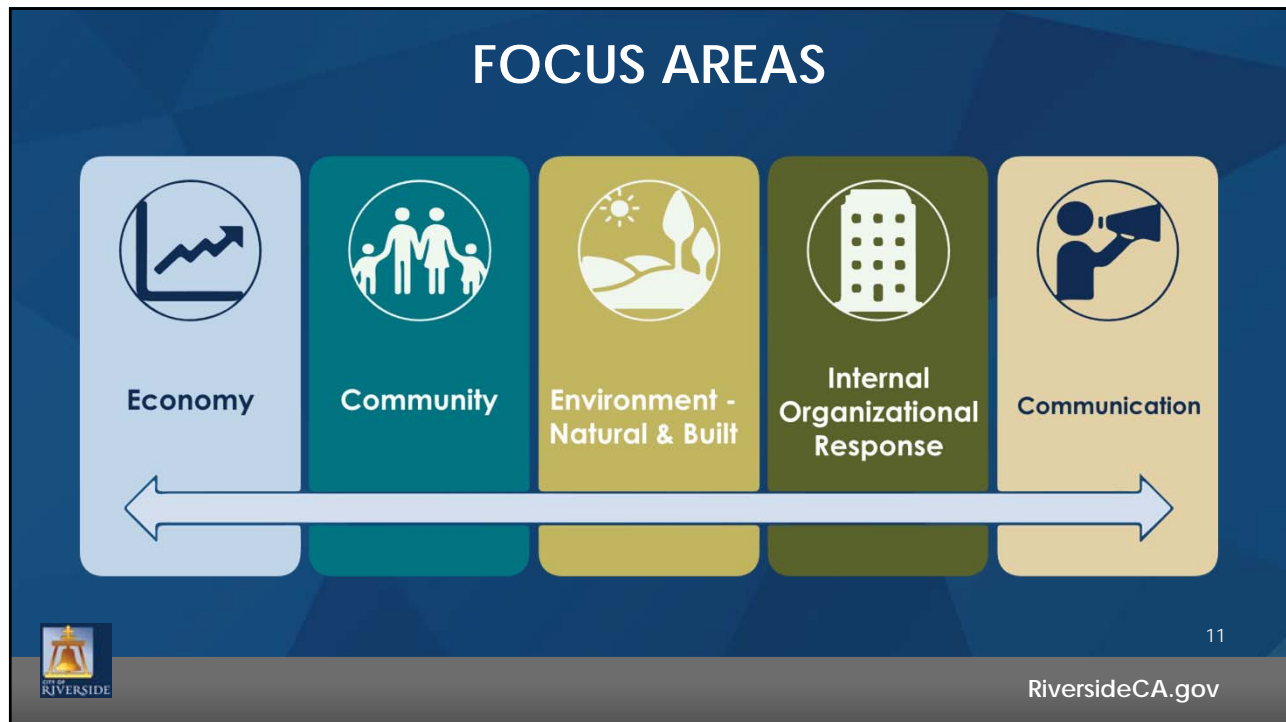 FOCUS AREAS
Economy
Community
Environment -
Natural & Built
Internal
Organizational
Response
Communication
11
CITY OF
RIVERSIDE
RiversideCA.gov